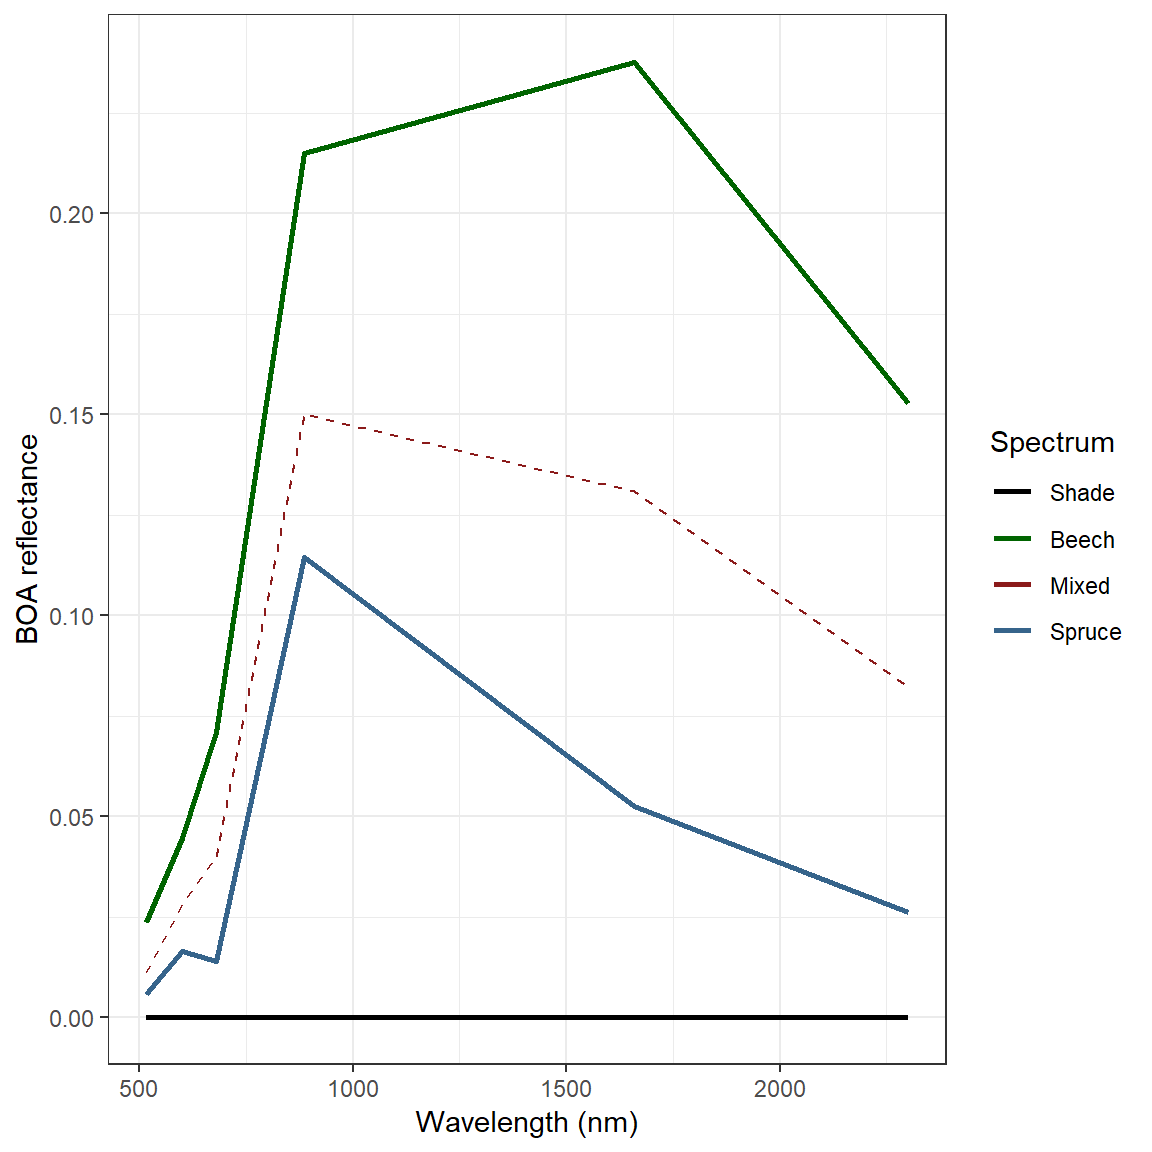 0.20
0.15
0.10
0.05
0.00
500 1000 1500 2000
Wavelength (nm)
BOA reflectance
Spectrum
Shade
Beech
Mixed
Spruce